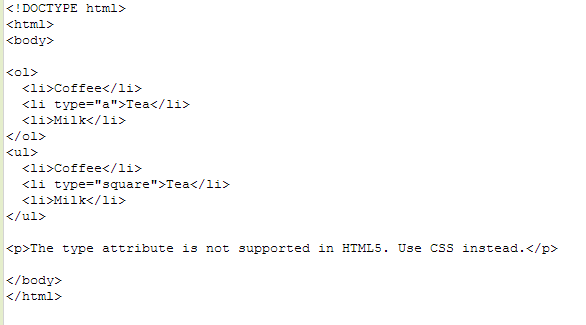 <!DOCTYPE html>
<html>
<body>
<ol>
  <li>Coffee</li>
  <li type="a">Tea</li>
  <li>Milk</li>
</ol>
<ul>
  <li>Coffee</li>
  <li type="square">Tea</li>
  <li>Milk</li>
</ul>
<p>The type attribute is not supported in HTML5. Use CSS instead.</p>
</body>
</html>